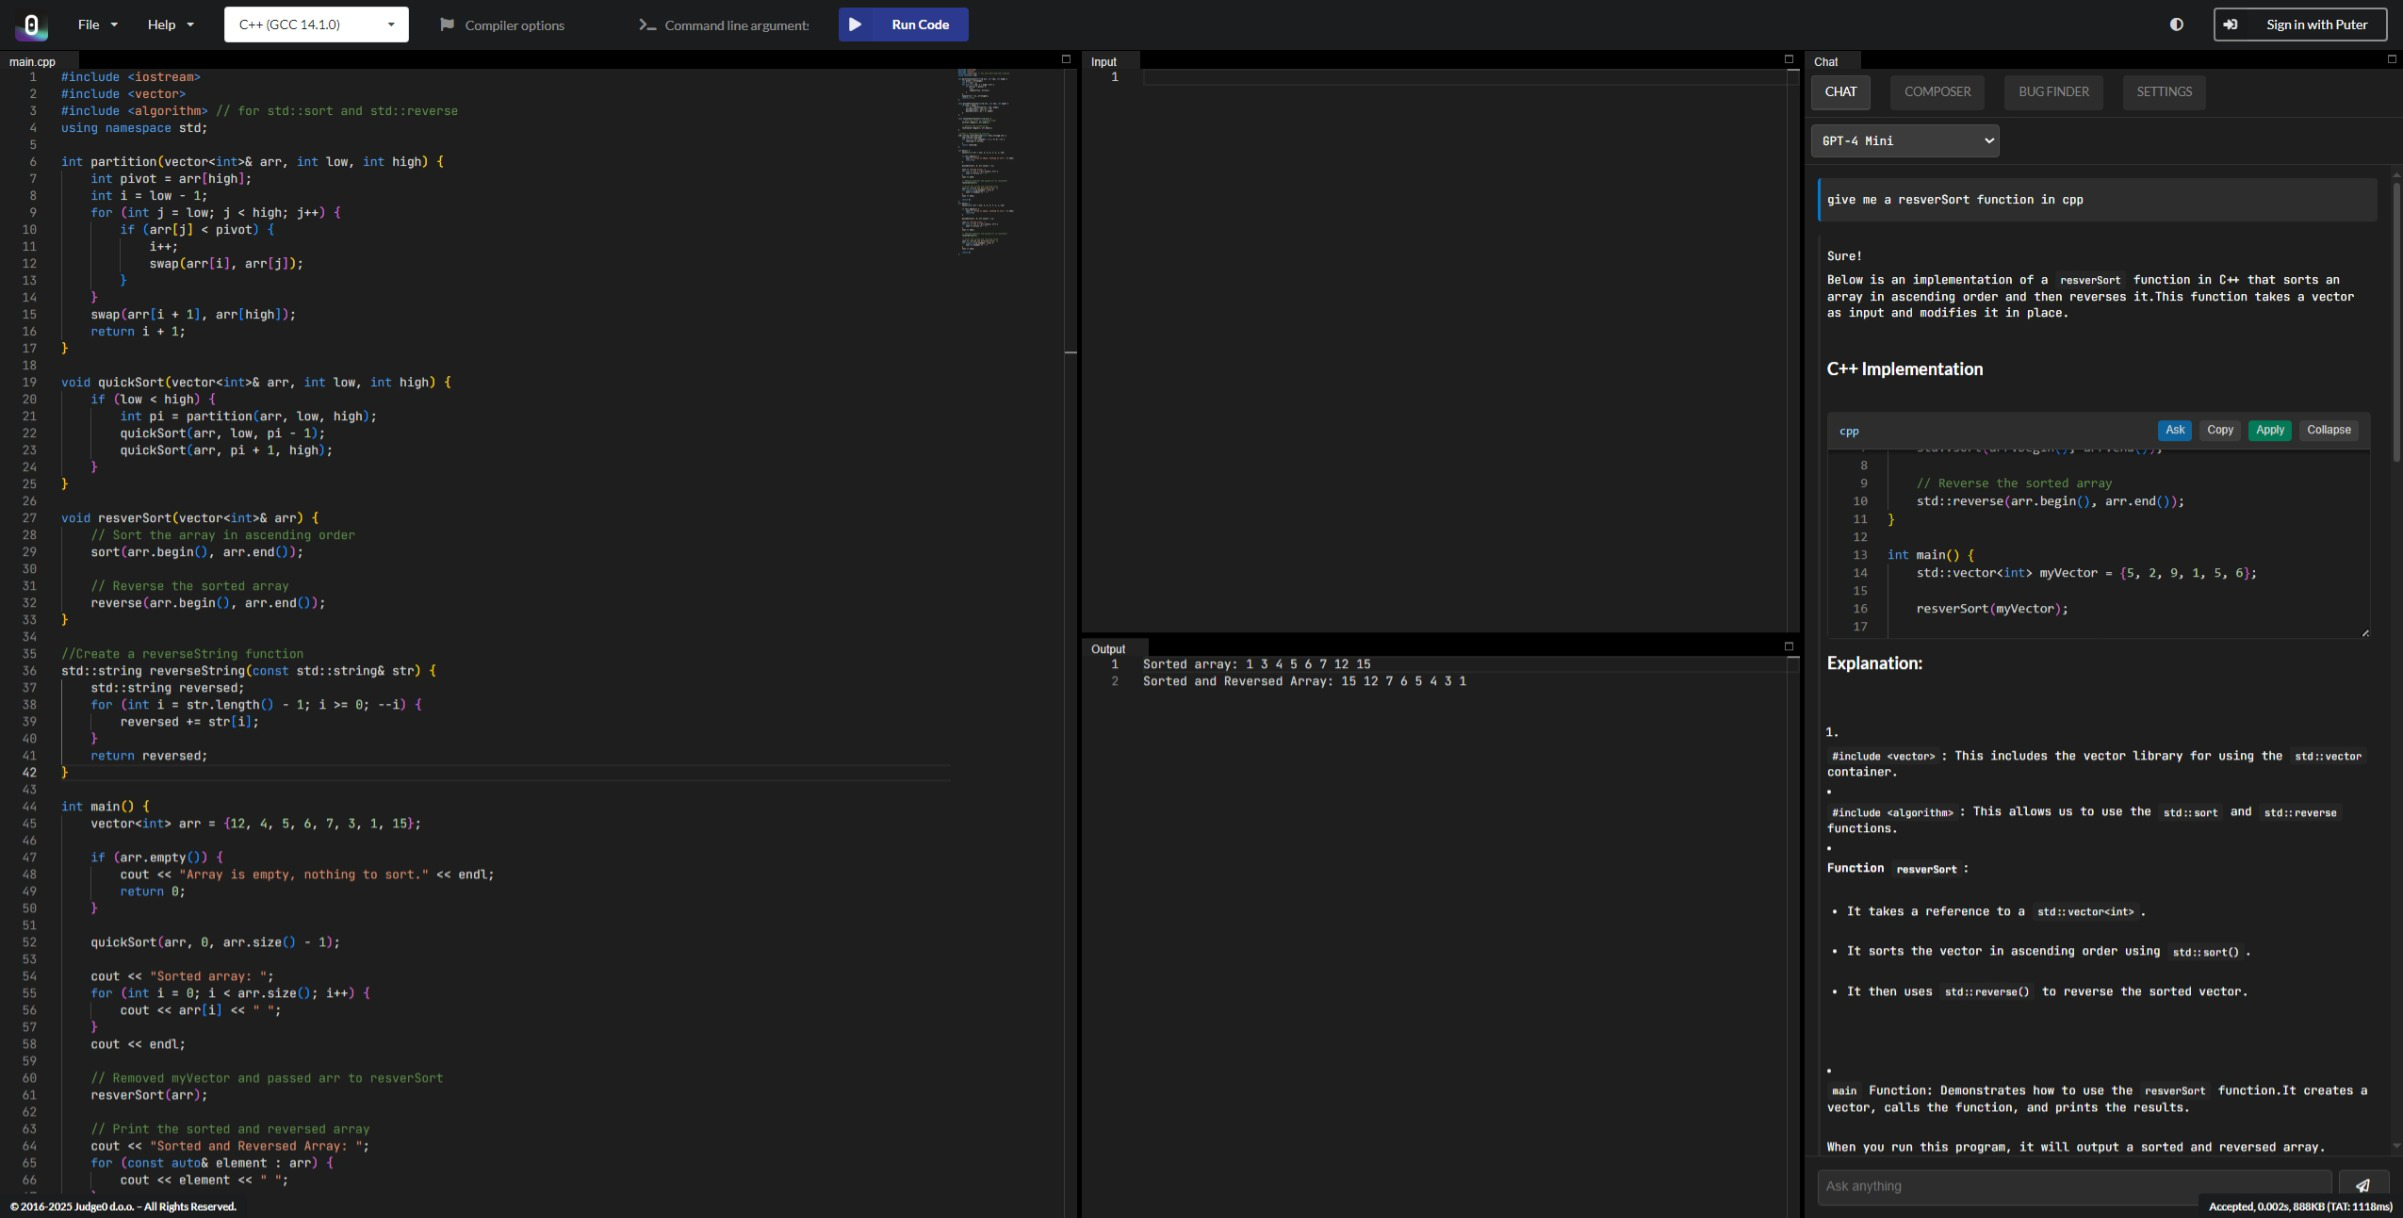 File
Help
C++ (GCC 14.1.0)
Compiler options
Command line arguments
Run Code
Sign in with Puter
main.cpp
1 #include <iostream>
2 #include <vector>
3 #include <algorithm> // for std::sort and std::reverse
4 using namespace std;
5
6 int partition(vector<int>& arr, int low, int high) {
7 int pivot = arr[high];
8 int i = low - 1;
9 for (int j = low; j < high; j++) {
10 if (arr[j] < pivot) {
11 i++;
12 swap(arr[i], arr[j]);
13 }
14 }
15 swap(arr[i + 1], arr[high]);
16 return i + 1;
17 }
18
19 void quickSort(vector<int>& arr, int low, int high) {
20 if (low < high) {
21 int pi = partition(arr, low, high);
22 quickSort(arr, low, pi - 1);
23 quickSort(arr, pi + 1, high);
24 }
25 }
26
27 void resverSort(vector<int>& arr) {
28 // Sort the array in ascending order
29 sort(arr.begin(), arr.end());
30
31 // Reverse the sorted array
32 reverse(arr.begin(), arr.end());
33 }
34
35 //Create a reverseString function
36 std::string reverseString(const std::string& str) {
37 std::string reversed;
38 for (int i = str.length() - 1; i >= 0; --i) {
39 reversed += str[i];
40 }
41 return reversed;
42 }
43
44 int main() {
45 vector<int> arr = {12, 4, 5, 6, 7, 3, 1, 15};
46
47 if (arr.empty()) {
48 cout << "Array is empty, nothing to sort." << endl;
49 return 0;
50 }
51
52 quickSort(arr, 0, arr.size() - 1);
53
54 cout << "Sorted array: ";
55 for (int i = 0; i < arr.size(); i++) {
56 cout << arr[i] << " ";
57 }
58 cout << endl;
59
60 // Removed myVector and passed arr to resverSort
61 resverSort(arr);
62
63 // Print the sorted and reversed array
64 cout << "Sorted and Reversed Array: ";
65 for (const auto& element : arr) {
66 cout << element << " ";
© 2016-2025 Judge0 d.o.o. – All Rights Reserved.
Input
1
Output
1 Sorted array: 1 3 4 5 6 7 12 15
2 Sorted and Reversed Array: 15 12 7 6 5 4 3 1
Chat
CHAT
COMPOSER
BUG FINDER
SETTINGS
GPT-4 Mini
give me a resverSort function in cpp
Sure!
Below is an implementation of a resverSort function in C++ that sorts an
array in ascending order and then reverses it.This function takes a vector
as input and modifies it in place.
C++ Implementation
cpp
Ask
Copy
Apply
Collapse
8
9 // Reverse the sorted array
10 std::reverse(arr.begin(), arr.end());
11 }
12
13 int main() {
14 std::vector<int> myVector = {5, 2, 9, 1, 5, 6};
15
16 resverSort(myVector);
17
Explanation:
1.
#include <vector> : This includes the vector library for using the std::vector
container.
•
#include <algorithm> : This allows us to use the std::sort and std::reverse
functions.
•
Function resverSort :
• It takes a reference to a std::vector<int> .
• It sorts the vector in ascending order using std::sort() .
• It then uses std::reverse() to reverse the sorted vector.
•
main Function: Demonstrates how to use the resverSort function.It creates a
vector, calls the function, and prints the results.
When you run this program, it will output a sorted and reversed array.
Ask anything
Accepted, 0.002s, 888KB (TAT: 1118ms)